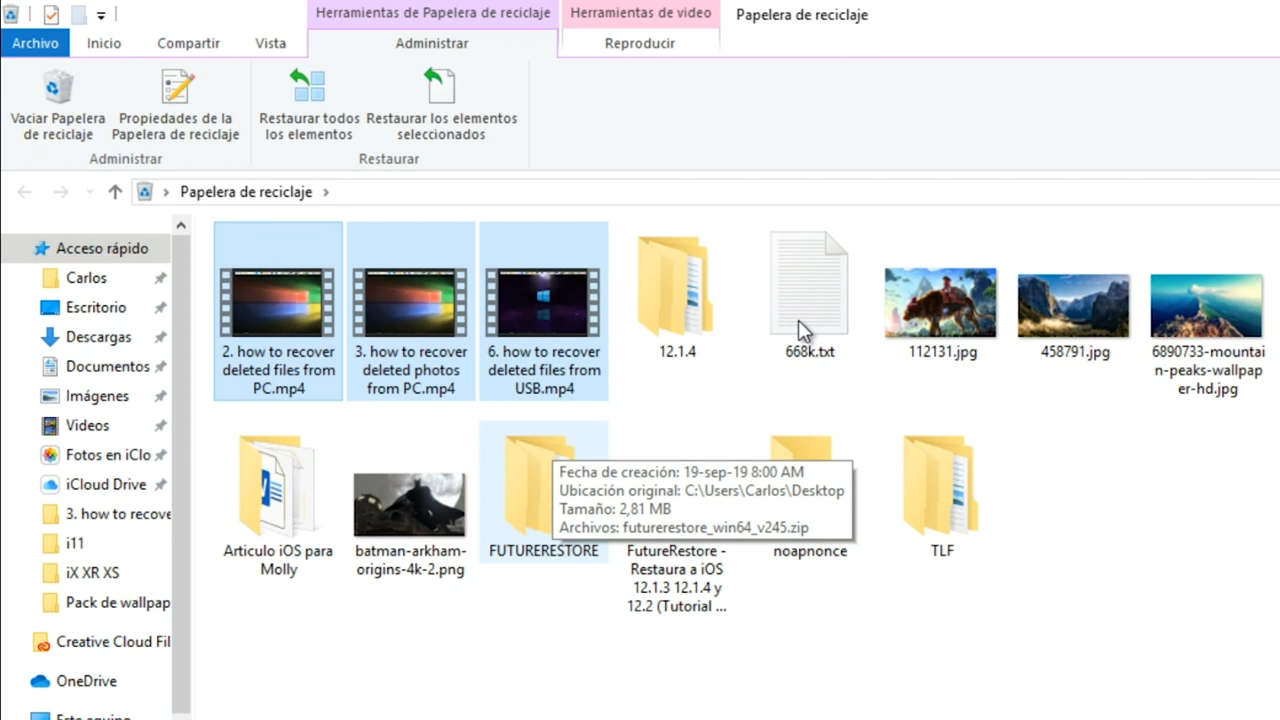 Herramientas de Papelera de reciclaje
Herramientas de video
Papelera de reciclaje
Archivo
Inicio
Compartir
Vista
Administrar
Reproducir
Vaciar Papelera
de reciclaje
Propiedades de la
Papelera de reciclaje
Restaurar todos
los elementos
Restaurar los elementos
seleccionados
Administrar
Restaurar
Papelera de reciclaje
Acceso rápido
Carlos
Escritorio
Descargas
Documentos
Imágenes
Videos
Fotos en iClo
iCloud Drive
3. how to recove
i11
iX XR XS
Pack de wallpap
Creative Cloud Fil
OneDrive
Este equipo
2. how to recover
deleted files from
PC.mp4
3. how to recover
deleted photos
from PC.mp4
6. how to recover
deleted files from
USB.mp4
12.1.4
668k.txt
112131.jpg
458791.jpg
6890733-mountai
n-peaks-wallpap
er-hd.jpg
Articulo iOS para
Molly
batman-arkham-
origins-4k-2.png
FUTURERESTORE
Fecha de creación: 19-sep-19 8:00 AM
Ubicación original: C:\Users\Carlos\Desktop
Tamaño: 2,81 MB
Archivos: futurerestore_win64_v245.zip
FutureRestore -
Restaura a iOS
12.1.3 12.1.4 y
12.2 (Tutorial ...
noapnonce
TLF